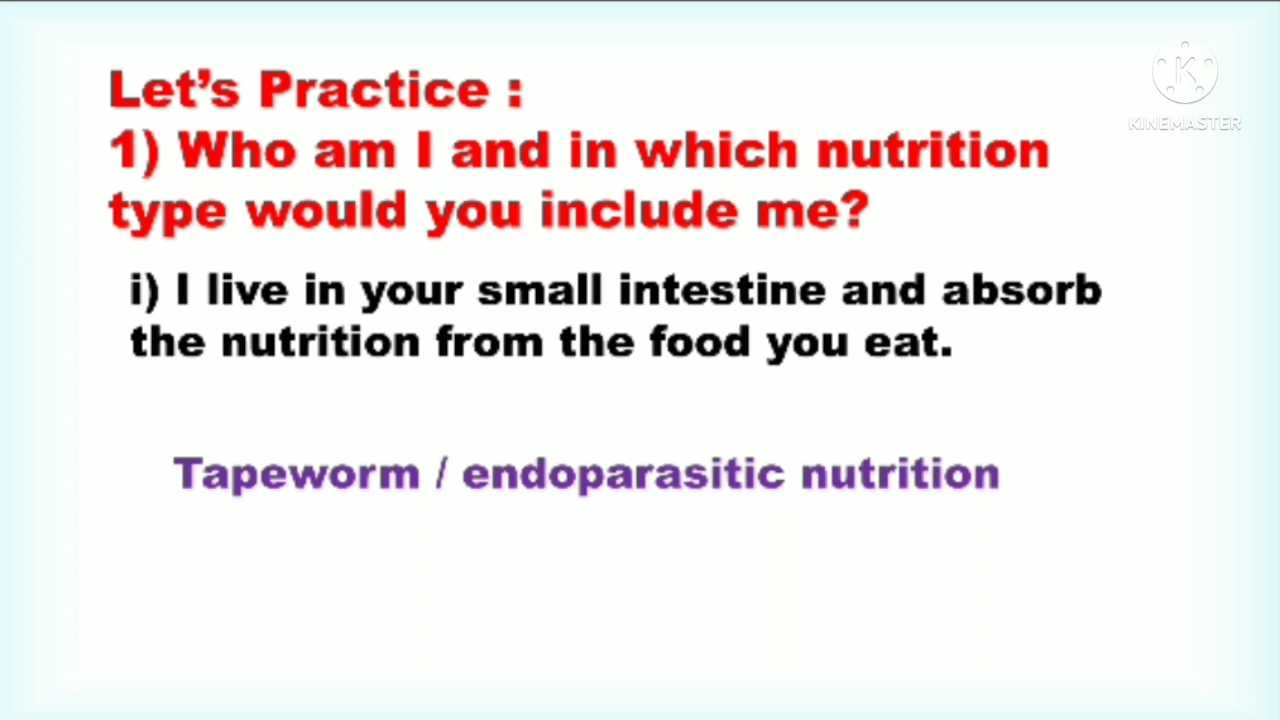 Let's Practice :
1) Who am I and in which nutrition
type would you include me?
i) I live in your small intestine and absorb
the nutrition from the food you eat.
Tapeworm / endoparasitic nutrition
K
KINEMASTER